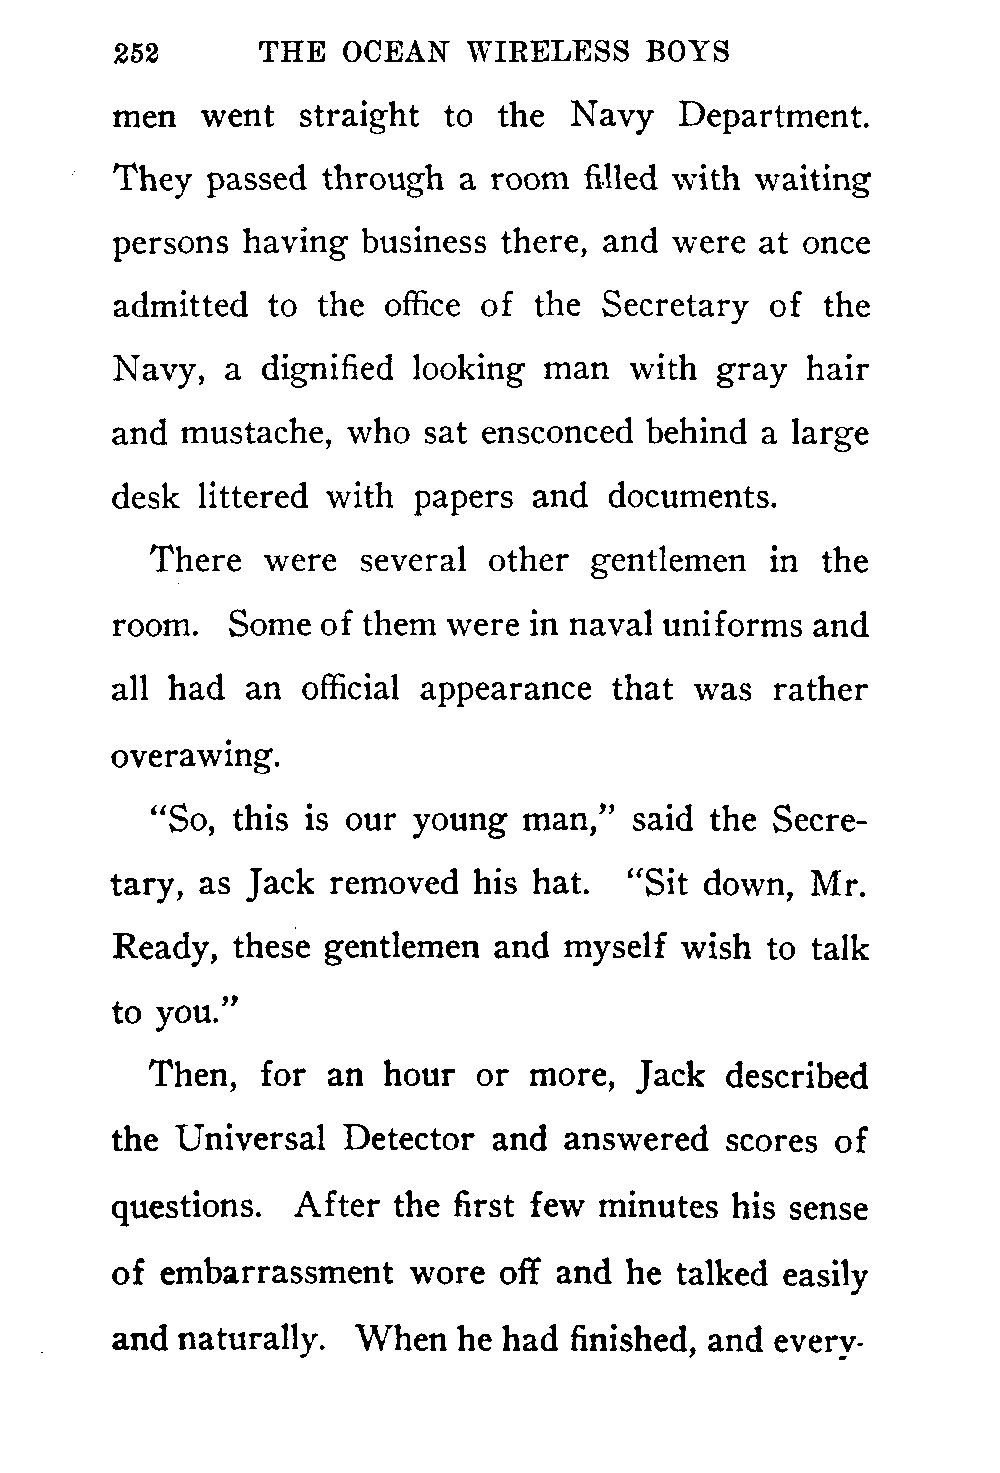 252 THE OCEAN WIRELESS BOYS
men went straight to the Navy Department.
They passed through a room filled with waiting
persons having business there, and were at once
admitted to the office of the Secretary of the
Navy, a dignified looking man with gray hair
and mustache, who sat ensconced behind a large
desk littered with papers and documents.
There were several other gentlemen in the
room. Some of them were in naval uniforms and
all had an official appearance that was rather
overawing.
"So, this is our young man," said the Secre-
tary, as Jack removed his hat. "Sit down, Mr.
Ready, these gentlemen and myself wish to talk
to you."
Then, for an hour or more, Jack described
the Universal Detector and answered scores of
questions. After the first few minutes his sense
of embarrassment wore off and he talked easily
and naturally. When he had finished, and every-